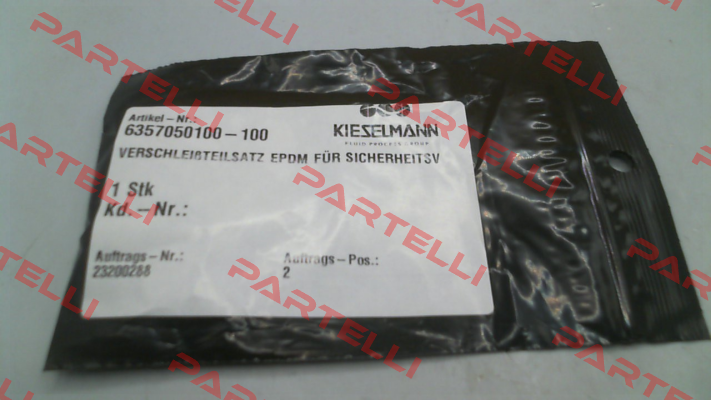 Artikel-Nr.:
6357050100-100
KIESELMANN
FLUID PROCESS GROUP
VERSCHLEIßTEILSATZ EPDM FÜR SICHERHEITSV
1 Stk
Kd.-Nr.:
Auftrags-Nr.:
23200288
Auftrags-Pos.:
2
PARTELLI
PARTELLI
PARTELLI
PARTELLI
PARTELLI
PARTELLI
PARTELLI